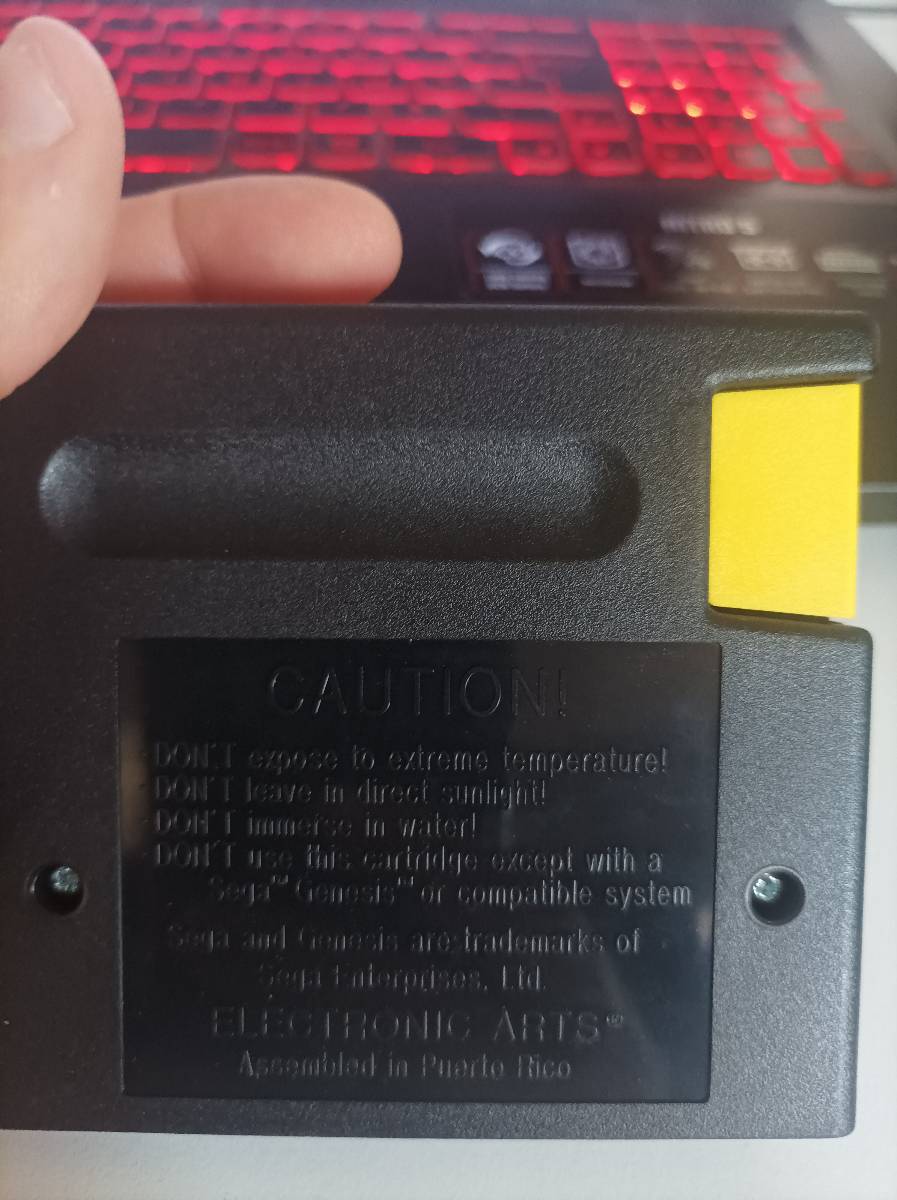 NITRO 5
CAUTION!
DON'T expose to extreme temperature!
DON'T leave in direct sunlight!
DON'T immerse in water!
DON'T use this cartridge except with a
Sega™ Genesis™ or compatible system
Sega and Genesis are trademarks of
Sega Enterprises, Ltd.
ELECTRONIC ARTS®
Assembled in Puerto Rico